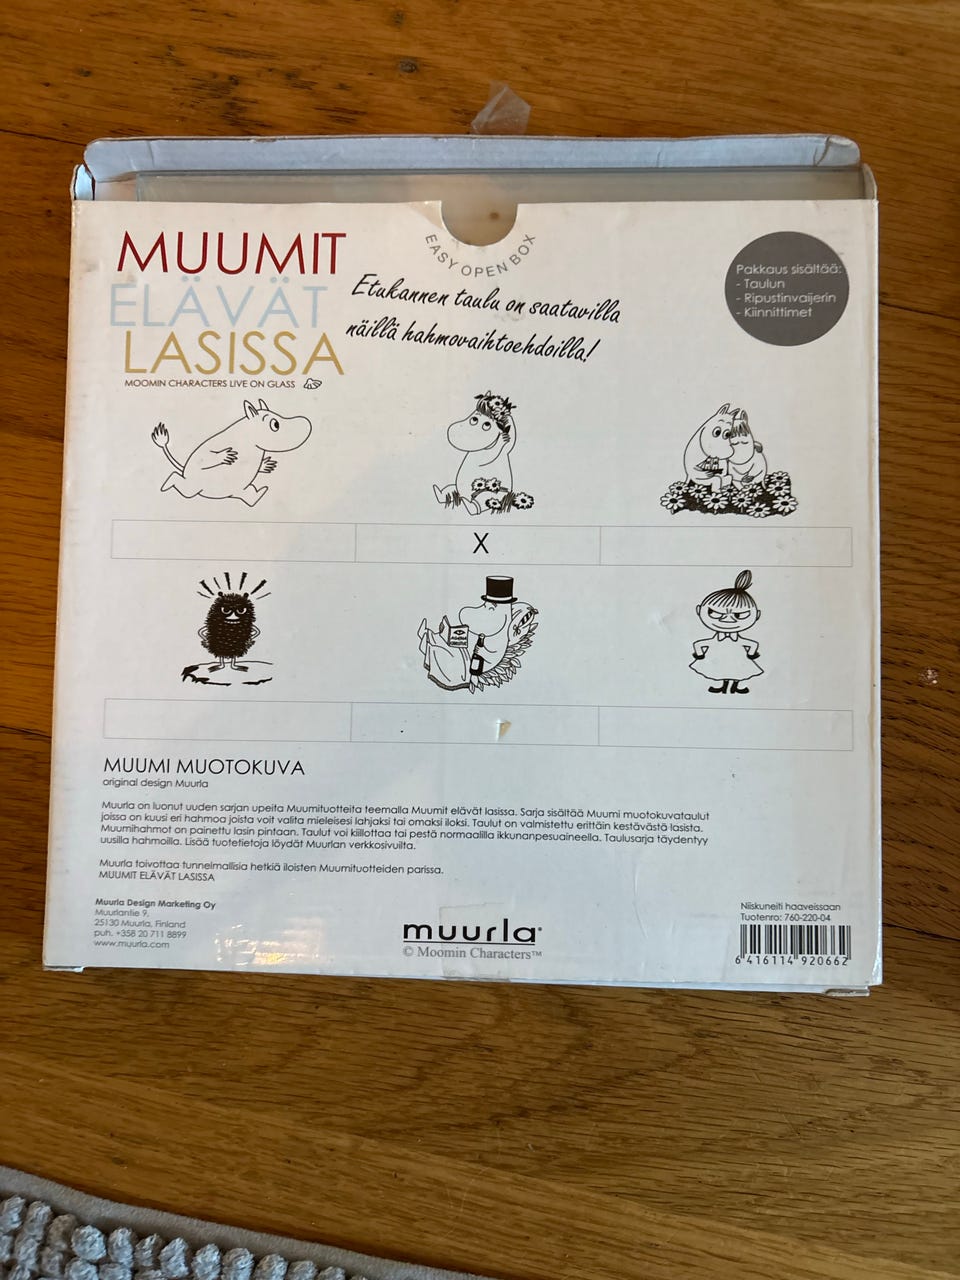 MUUMIT
ELÄVÄT
LASISSA
MOOMIN CHARACTERS LIVE ON GLASS
EASY OPEN BOX
Etukannen taulu on saatavilla
näillä hahmovaihtoehdoilla!
Pakkaus sisältää:
- Taulun
- Ripustinvaijerin
- Kiinnittimet
X
MUUMI MUOTOKUVA
original design Muurla
Muurla on luonut uuden sarjan upeita Muumituotteita teemalla Muumit elävät lasissa. Sarja sisältää Muumi muotokuvataulut
joissa on kuusi eri hahmoa joista voit valita mieleisesi lahjaksi tai omaksi iloksi. Taulut on valmistettu erittäin kestävästä lasista.
Muumihahmot on painettu lasin pintaan. Taulut voi kiillottaa tai pestä normaalilla ikkunanpesuaineella. Taulusarja täydentyy
uusilla hahmoilla. Lisää tuotetietoja löydät Muurlan verkkosivuilta.
Muurla toivottaa tunnelmallisia hetkiä iloisten Muumituotteiden parissa.
MUUMIT ELÄVÄT LASISSA
Muurla Design Marketing Oy
Muurlantie 9,
25130 Muurla, Finland
puh. +358 20 711 8899
www.muurla.com
muurla
© Moomin Characters™
Niiskuneiti haaveissaan
Tuotenro: 760-220-04
6 416114 920662